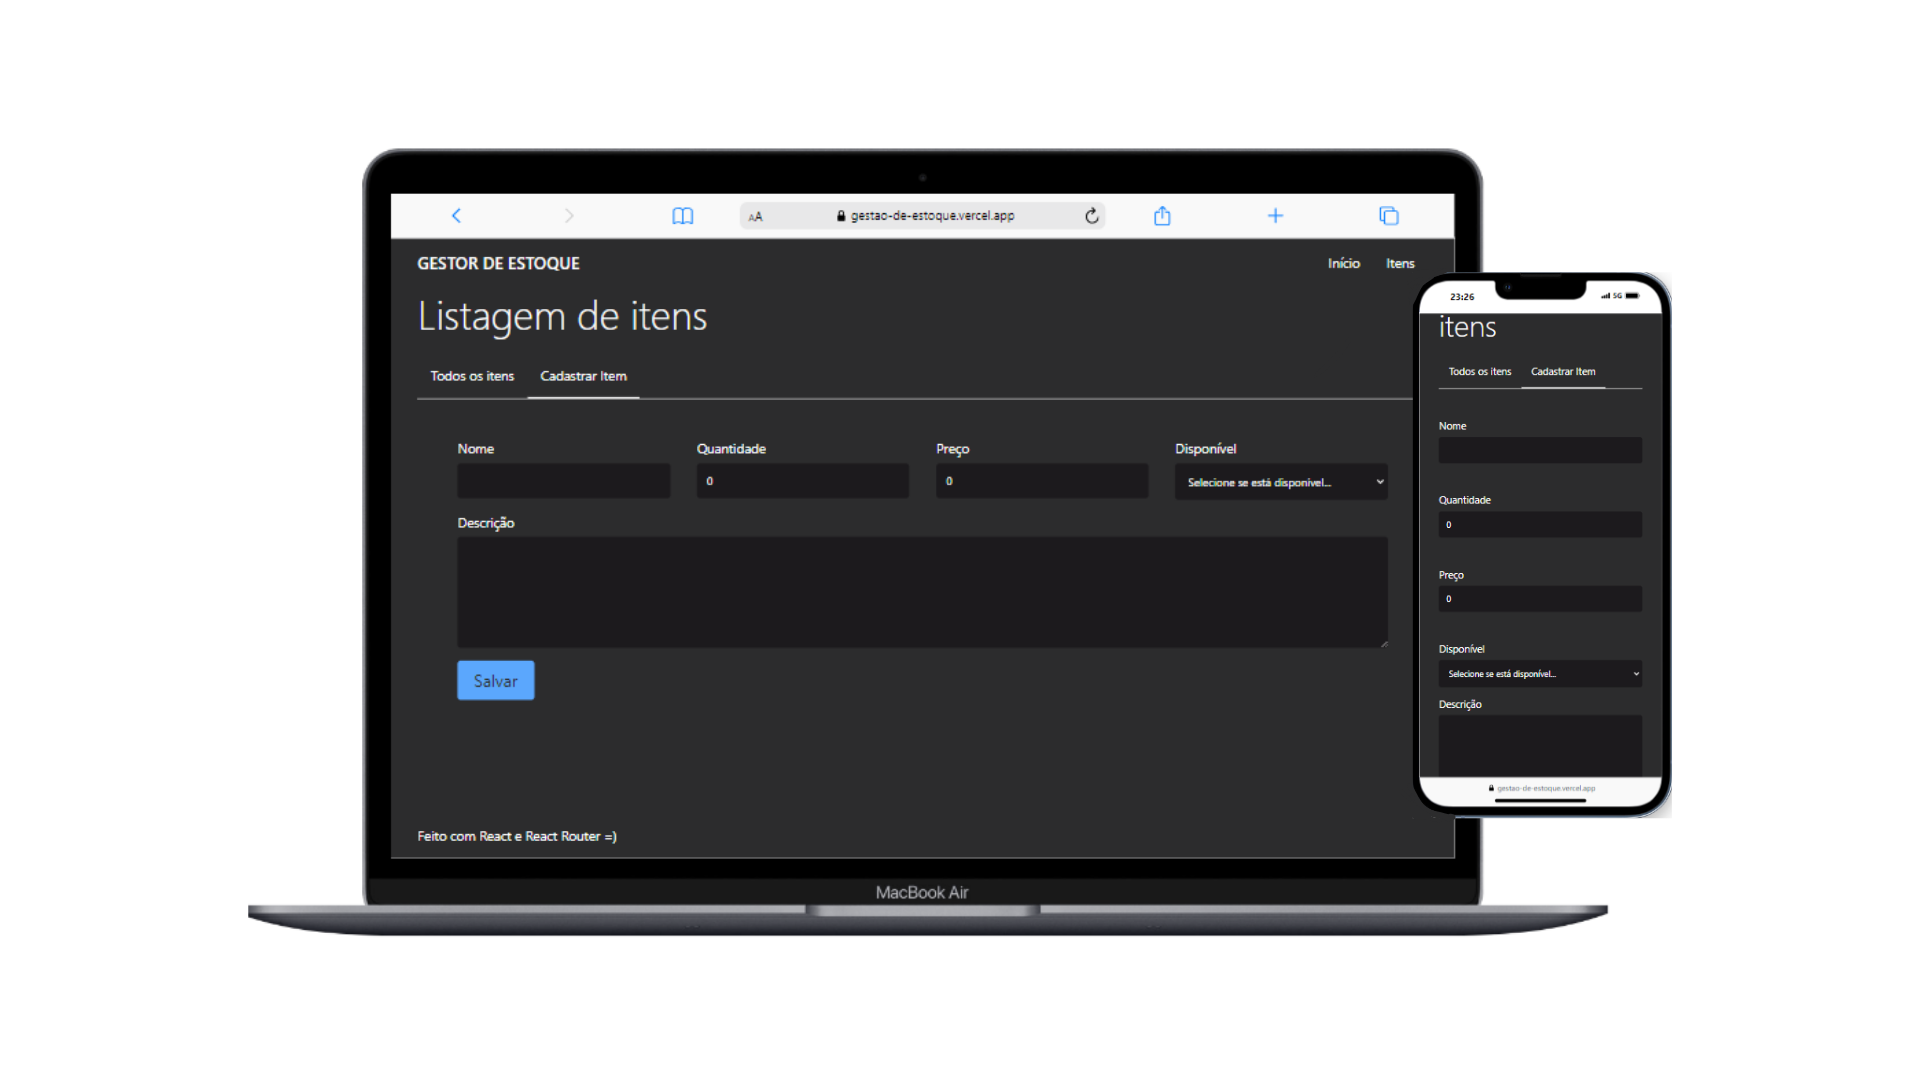 AA gestao-de-estoque.vercel.app
GESTOR DE ESTOQUE Início Itens
Listagem de itens
Todos os itens Cadastrar Item
Nome Quantidade Preço Disponível
0 0 Selecione se está disponível...
Descrição
Salvar
Feito com React e React Router =)
MacBook Air
23:26 5G
itens
Todos os itens Cadastrar Item
Nome
Quantidade
0
Preço
0
Disponível
Selecione se está disponível...
Descrição
gestao-de-estoque.vercel.app